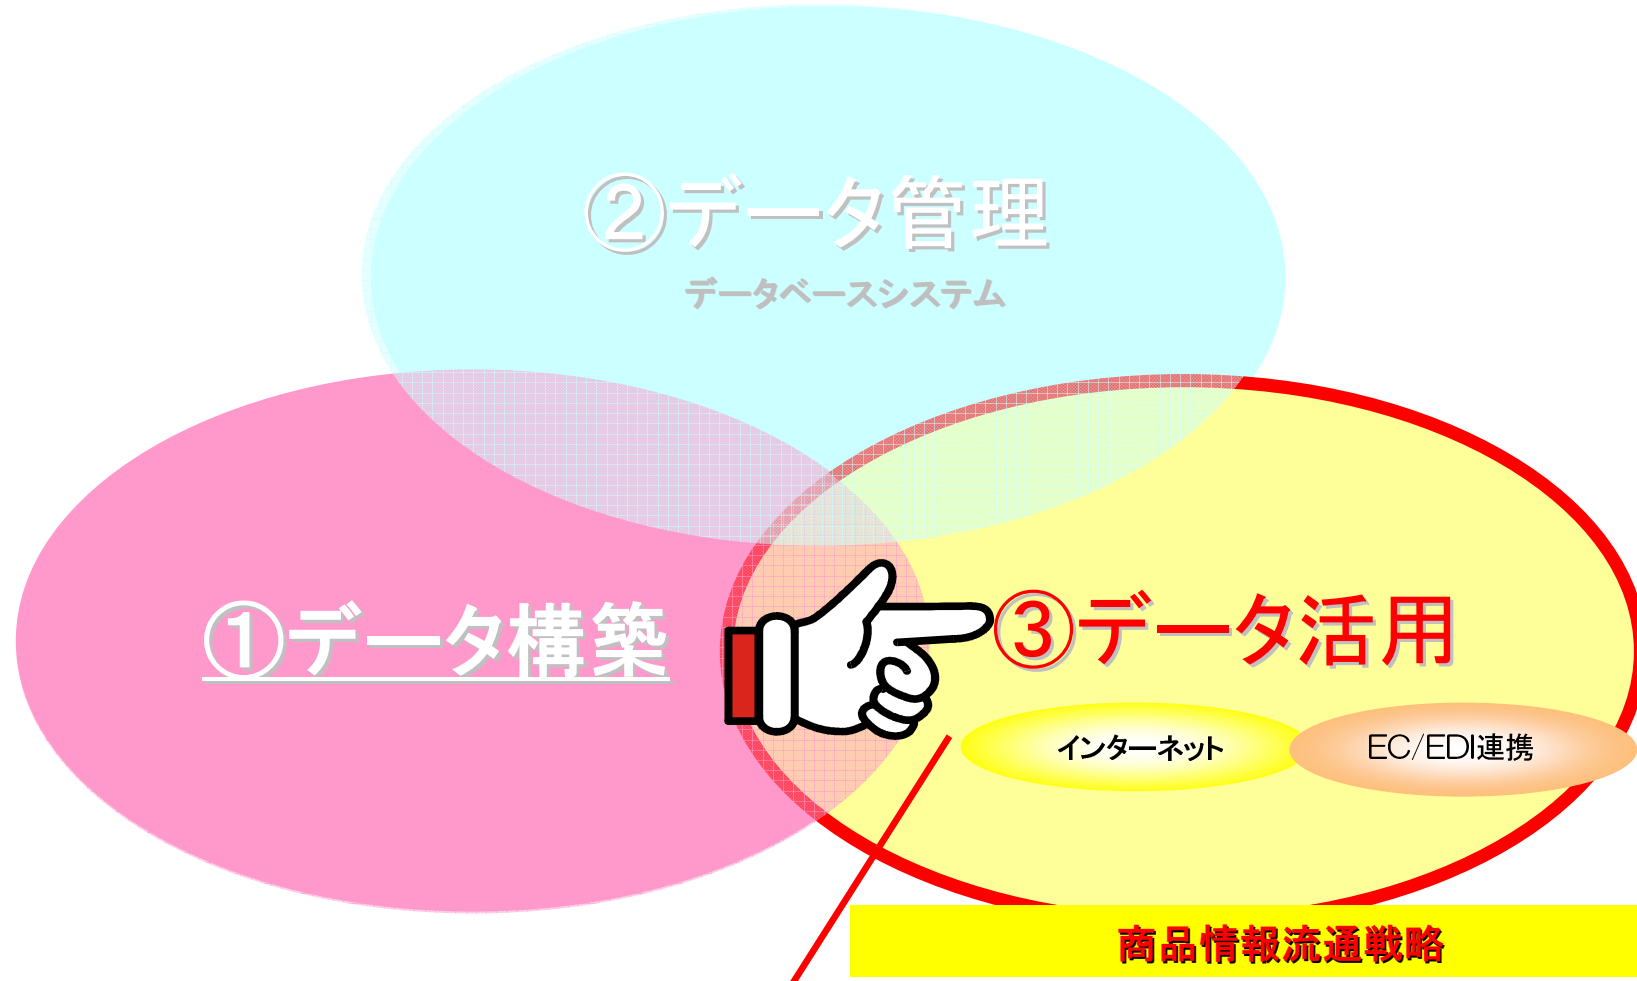 ②データ管理
データベースシステム
①データ構築
③データ活用
インターネット
EC/EDI連携
商品情報流通戦略